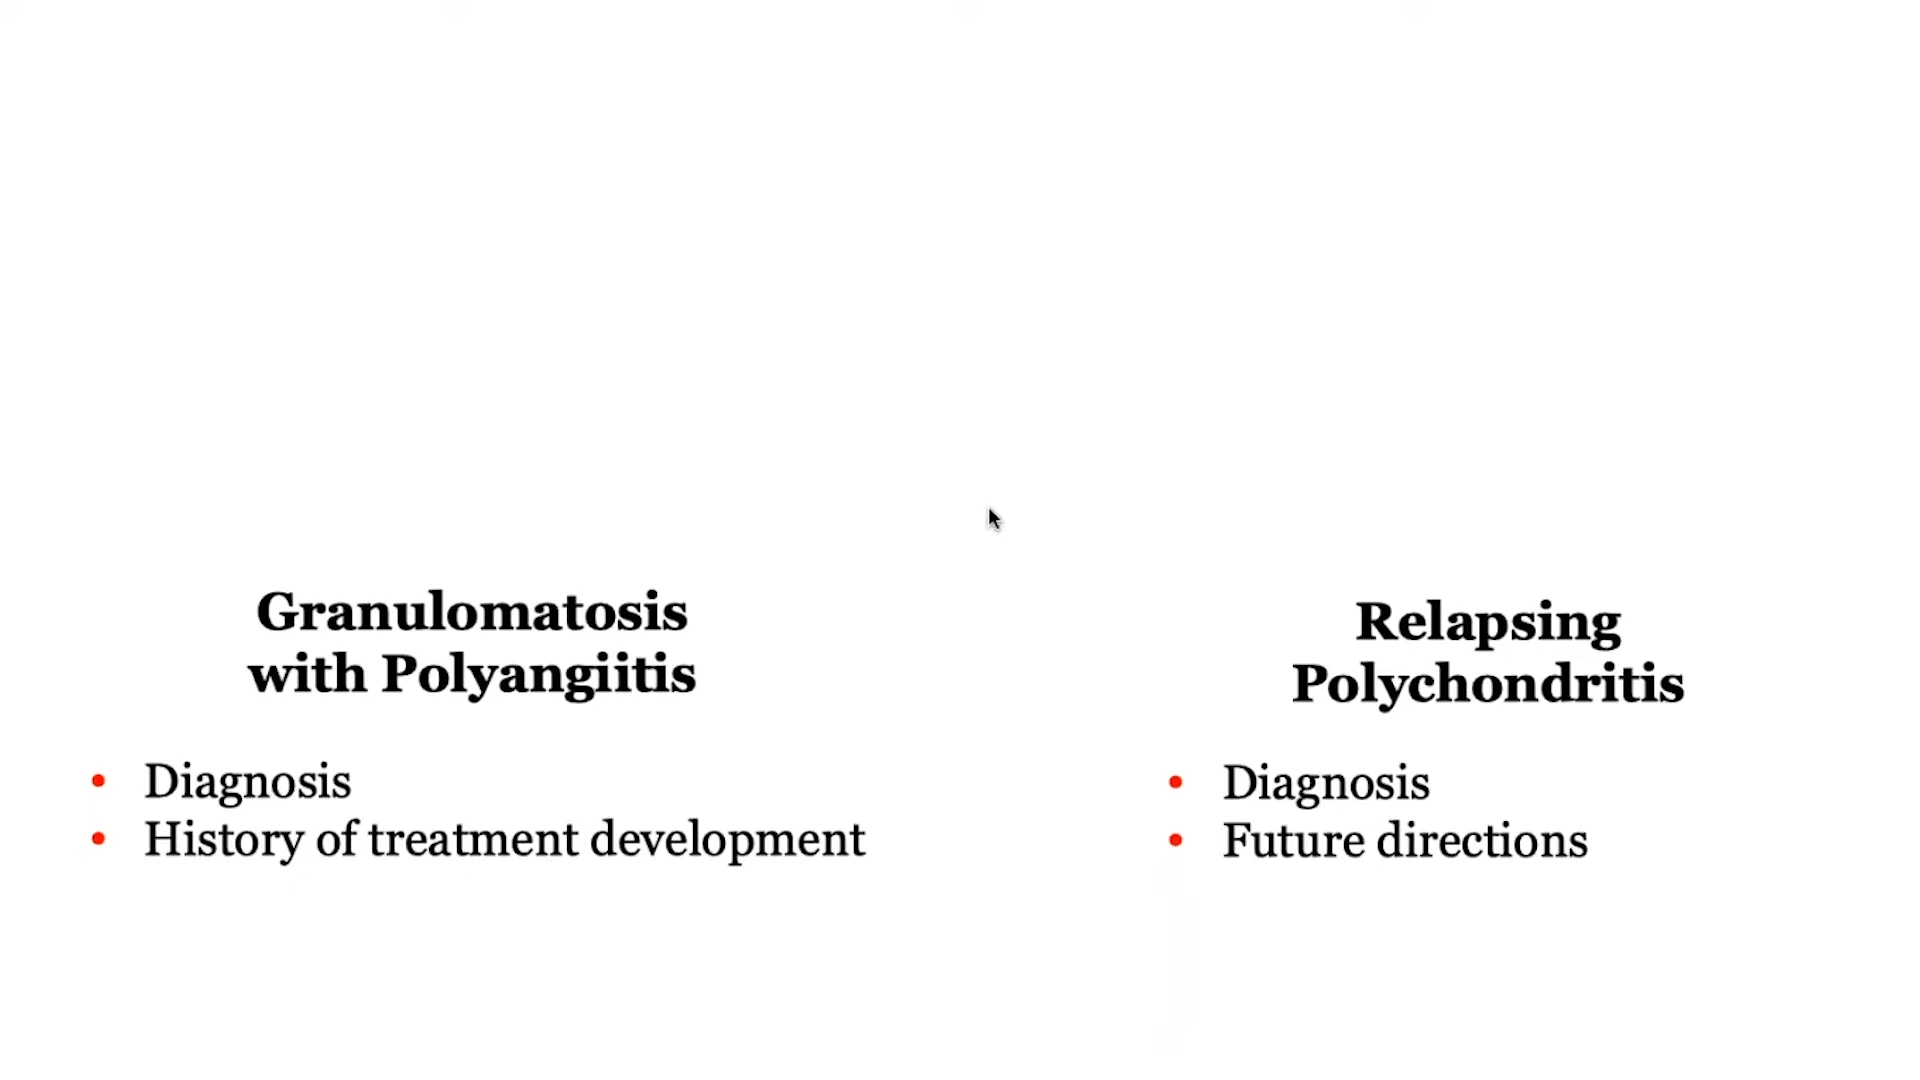 Granulomatosis
with Polyangiitis
• Diagnosis
• History of treatment development
Relapsing
Polychondritis
• Diagnosis
• Future directions